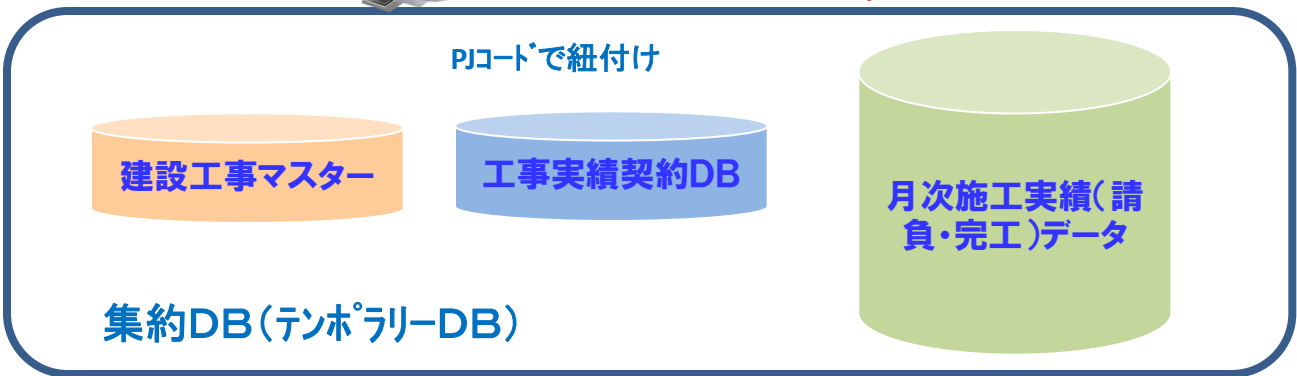 PJｺｰﾄﾞで紐付け
建設工事マスター
工事実績契約DB
月次施工実績（請
負・完工）データ
集約ＤＢ（ﾃﾝﾎﾟﾗﾘｰＤＢ）